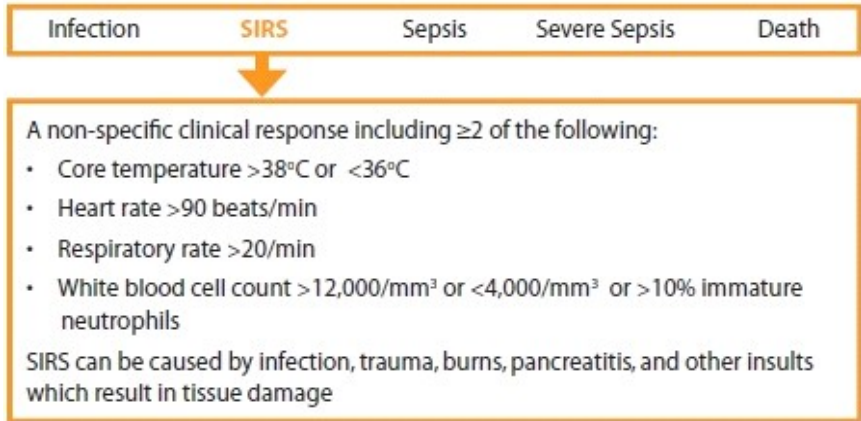 Infection SIRS Sepsis Severe Sepsis Death
A non-specific clinical response including ≥2 of the following:
• Core temperature >38°C or <36°C
• Heart rate >90 beats/min
• Respiratory rate >20/min
• White blood cell count >12,000/mm³ or <4,000/mm³ or >10% immature
neutrophils
SIRS can be caused by infection, trauma, burns, pancreatitis, and other insults
which result in tissue damage